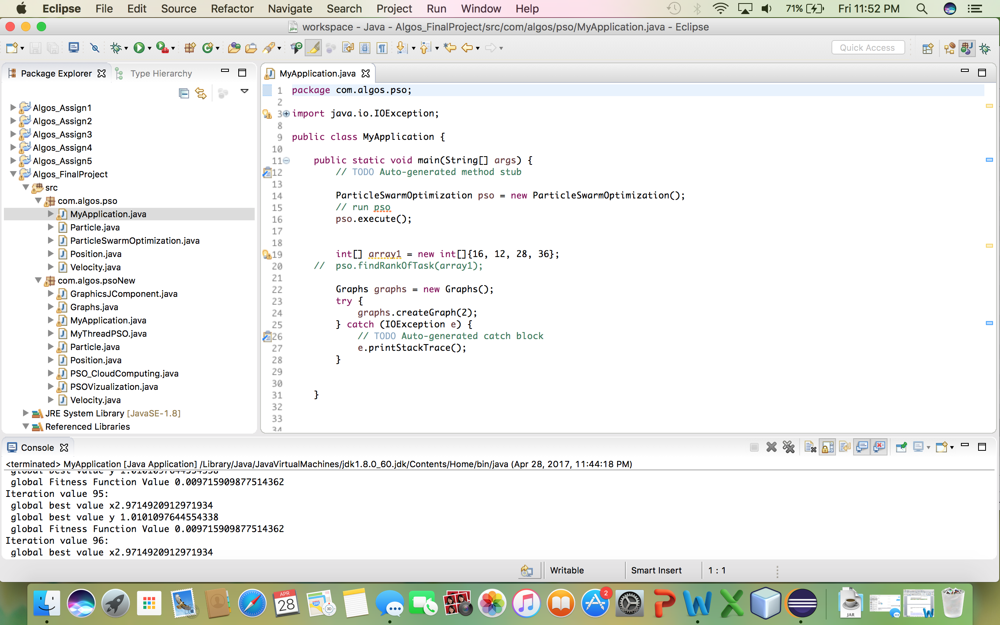 Eclipse File Edit Source Refactor Navigate Search Project Run Window Help 71% Fri 11:52 PM
workspace - Java - Algos_FinalProject/src/com/algos/pso/MyApplication.java - Eclipse
Quick Access
Package Explorer Type Hierarchy
Algos_Assign1
Algos_Assign2
Algos_Assign3
Algos_Assign4
Algos_Assign5
Algos_FinalProject
src
com.algos.pso
MyApplication.java
Particle.java
ParticleSwarmOptimization.java
Position.java
Velocity.java
com.algos.psoNew
GraphicsJComponent.java
Graphs.java
MyApplication.java
MyThreadPSO.java
Particle.java
Position.java
PSO_CloudComputing.java
PSOVizualization.java
Velocity.java
JRE System Library [JavaSE-1.8]
Referenced Libraries
MyApplication.java
1 package com.algos.pso;
2
3 import java.io.IOException;
8
9 public class MyApplication {
10
11 public static void main(String[] args) {
12 // TODO Auto-generated method stub
13
14 ParticleSwarmOptimization pso = new ParticleSwarmOptimization();
15 // run pso
16 pso.execute();
17
18
19 int[] array1 = new int[]{16, 12, 28, 36};
20 // pso.findRankOfTask(array1);
21
22 Graphs graphs = new Graphs();
23 try {
24 graphs.createGraph(2);
25 } catch (IOException e) {
26 // TODO Auto-generated catch block
27 e.printStackTrace();
28 }
29
30
31 }
32
33
34
Console
<terminated> MyApplication [Java Application] /Library/Java/JavaVirtualMachines/jdk1.8.0_60.jdk/Contents/Home/bin/java (Apr 28, 2017, 11:44:18 PM)
global best value y 1.0101097644554338
global Fitness Function Value 0.009715909877514362
Iteration value 95:
global best value x2.9714920912971934
global best value y 1.0101097644554338
global Fitness Function Value 0.009715909877514362
Iteration value 96:
global best value x2.9714920912971934
Writable Smart Insert 1 : 1
APR
28
280
3D
2
JAR